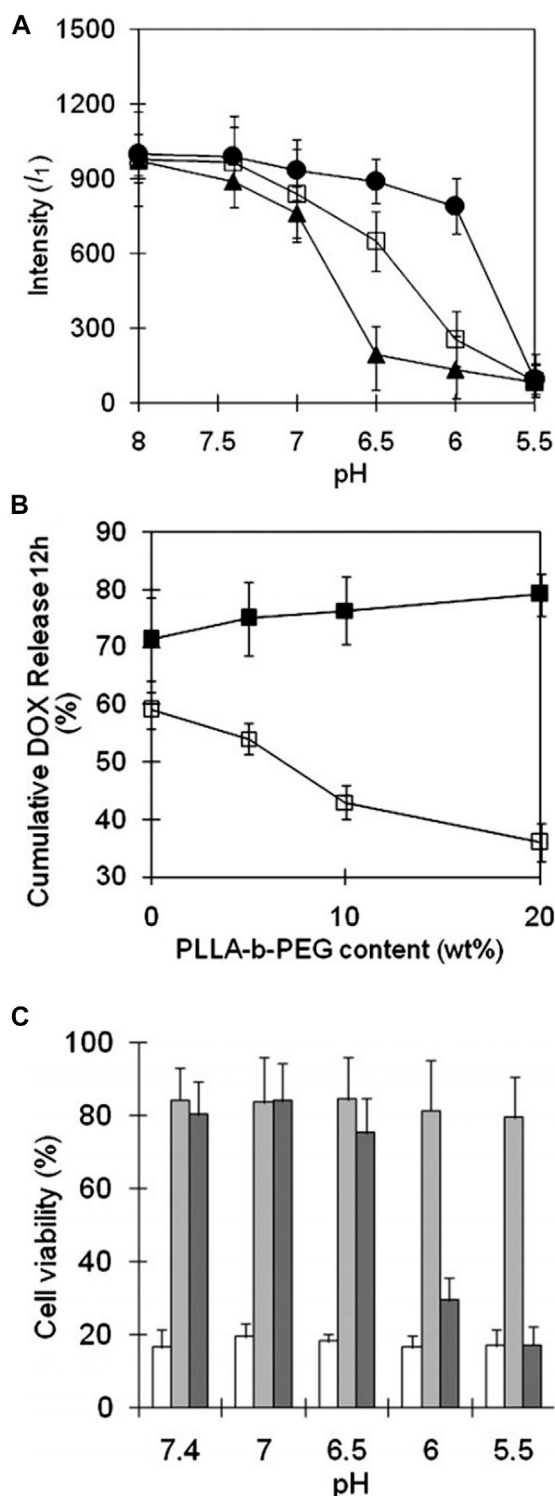 A
1500
1200
900
600
300
0
Intensity (I1)
8 7.5 7 6.5 6 5.5
pH
B
90
80
70
60
50
40
30
Cumulative DOX Release 12h
(%)
0 10 20
PLLA-b-PEG content (wt%)
C
100
80
60
40
20
0
Cell viability (%)
7.4 7 6.5 6 5.5
pH